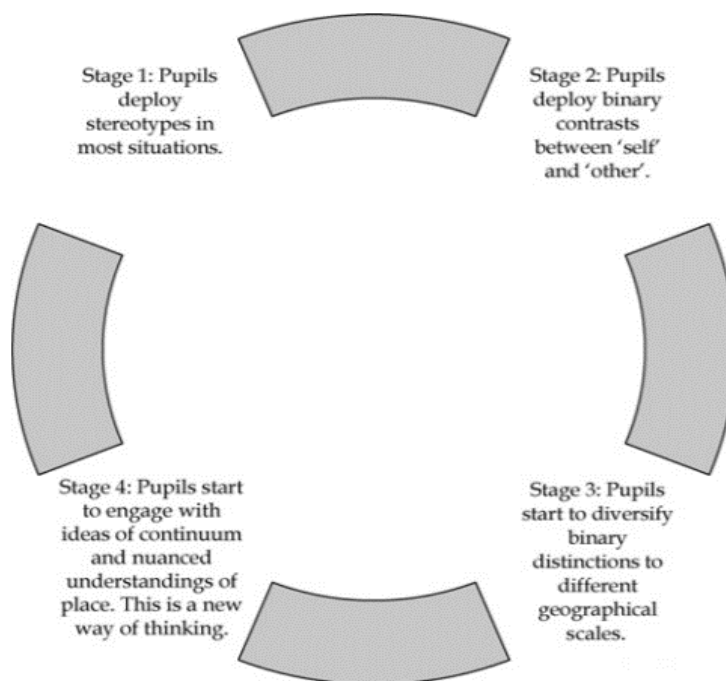 Stage 1: Pupils
deploy
stereotypes in
most situations.
Stage 2: Pupils
deploy binary
contrasts
between ‘self’
and ‘other’.
Stage 3: Pupils
start to diversify
binary
distinctions to
different
geographical
scales.
Stage 4: Pupils start
to engage with
ideas of continuum
and nuanced
understandings of
place. This is a new
way of thinking.